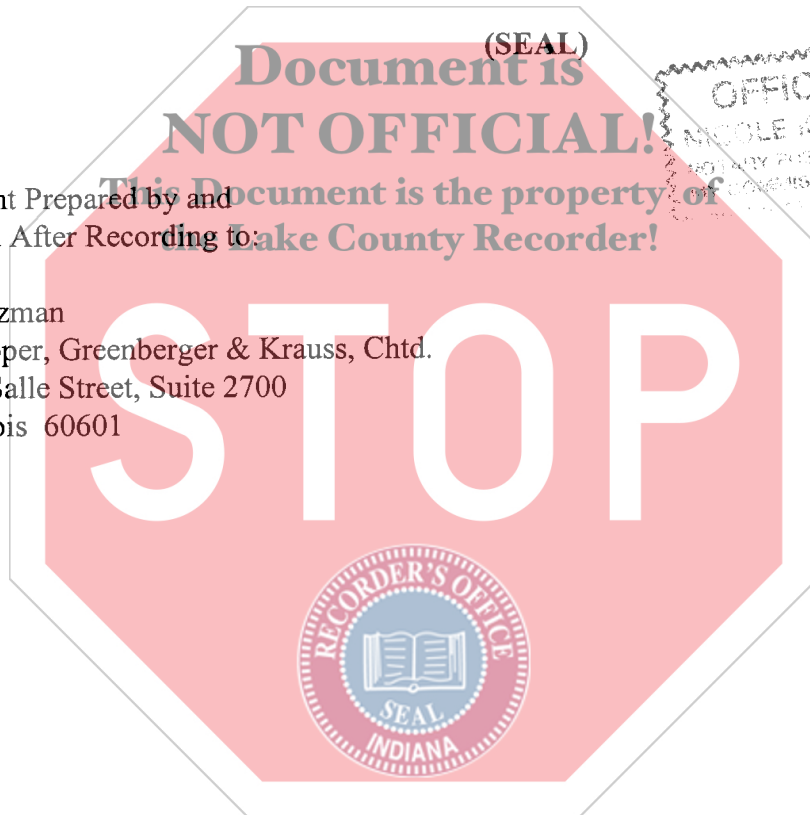 (SEAL)
Document is
NOT OFFICIAL!
This Document is the property of
the Lake County Recorder!
OFFIC
NICOLE
nt Prepared by and
After Recording to:
zman
per, Greenberger & Krauss, Chtd.
Salle Street, Suite 2700
ois 60601
STOP
RECORDER'S OFFICE
SEAL
INDIANA